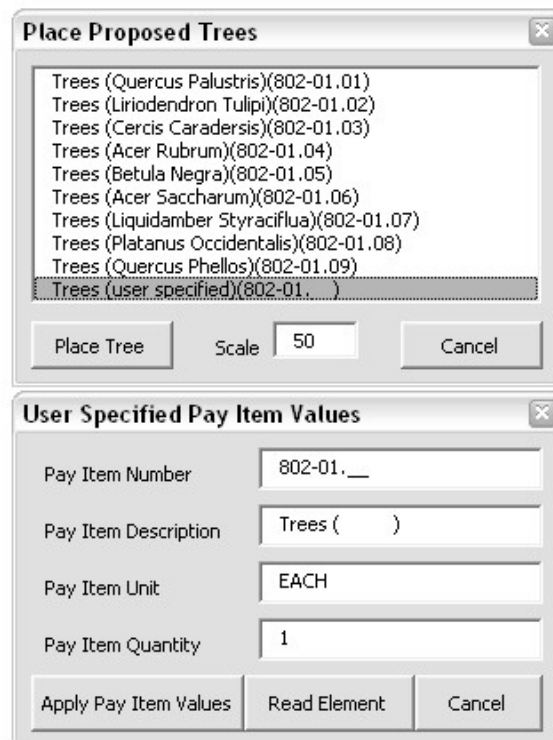 Place Proposed Trees
Trees (Quercus Palustris)(802-01.01)
Trees (Liriodendron Tulipi)(802-01.02)
Trees (Cercis Caradersis)(802-01.03)
Trees (Acer Rubrum)(802-01.04)
Trees (Betula Negra)(802-01.05)
Trees (Acer Saccharum)(802-01.06)
Trees (Liquidamber Styraciflua)(802-01.07)
Trees (Platanus Occidentalis)(802-01.08)
Trees (Quercus Phellos)(802-01.09)
Trees (user specified)(802-01.__)
Place Tree Scale 50 Cancel
User Specified Pay Item Values
Pay Item Number 802-01.__
Pay Item Description Trees (       )
Pay Item Unit EACH
Pay Item Quantity 1
Apply Pay Item Values Read Element Cancel